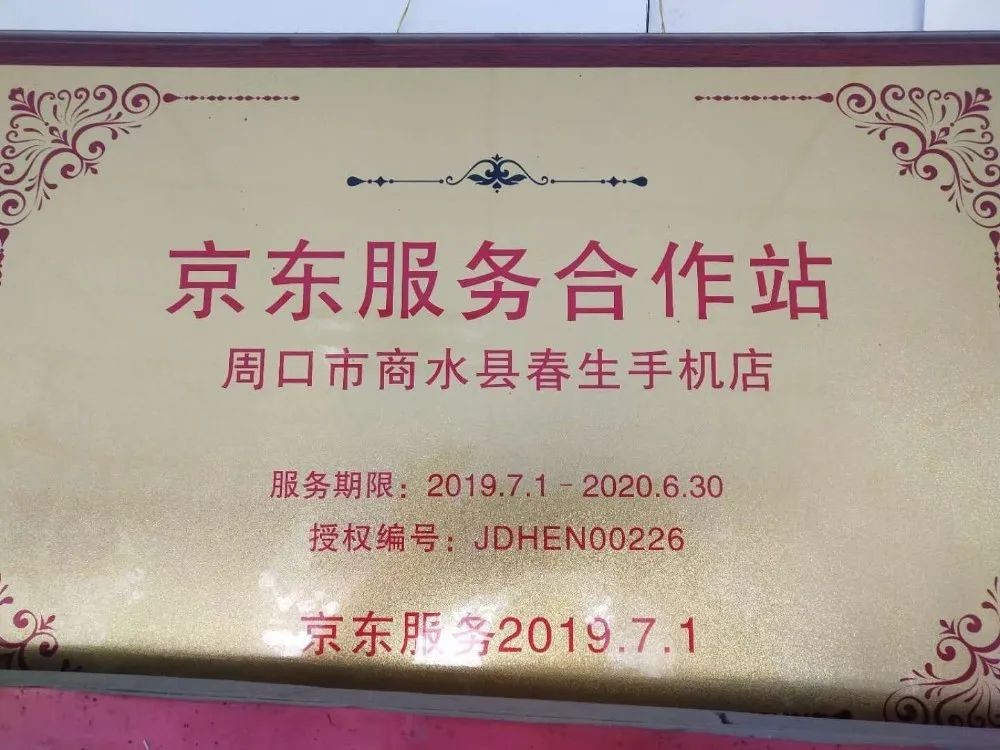 京东服务合作站
周口市商水县春生手机店
服务期限：2019.7.1－2020.6.30
授权编号：JDHEN00226
京东服务2019.7.1